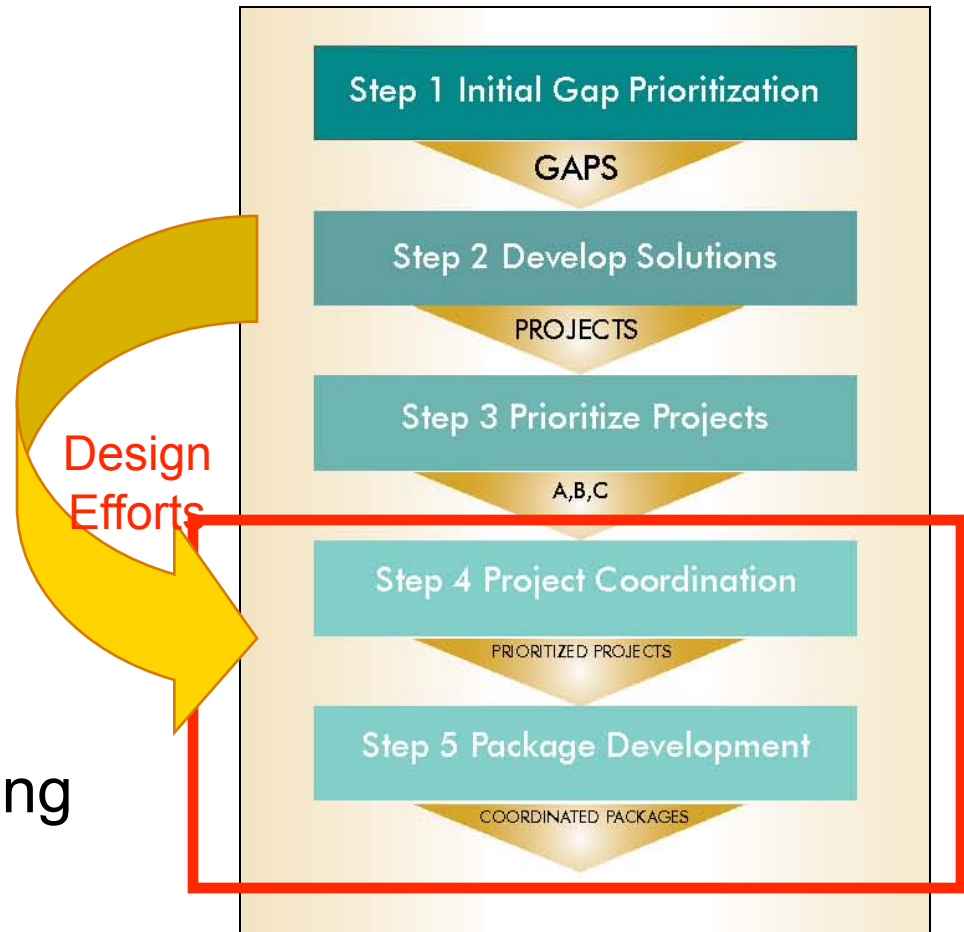 Step 1 Initial Gap Prioritization
GAPS
Step 2 Develop Solutions
PROJECTS
Step 3 Prioritize Projects
A,B,C
Design
Efforts
Step 4 Project Coordination
PRIORITIZED PROJECTS
Step 5 Package Development
ng
COORDINATED PACKAGES